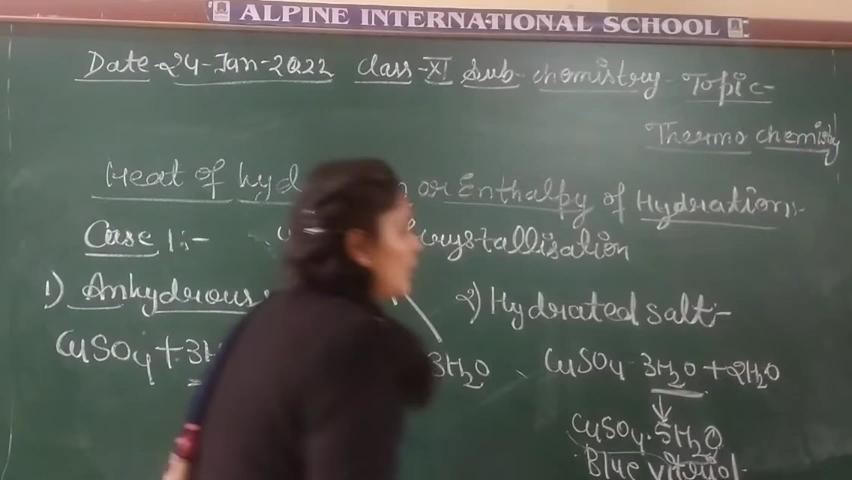 ALPINE INTERNATIONAL SCHOOL
Date-24-Jan-2022 Class-XI Sub-chemistry-Topic-
Thermo chemistry
Heat of hyd or Enthalpy of Hydration:-
Case 1:- crystallisation
1) Anhydrous 2) Hydrated salt:-
CuSO4+3H 3H2O CuSO4·3H2O+2H2O
CuSO4·5H2O
Blue vitriol-